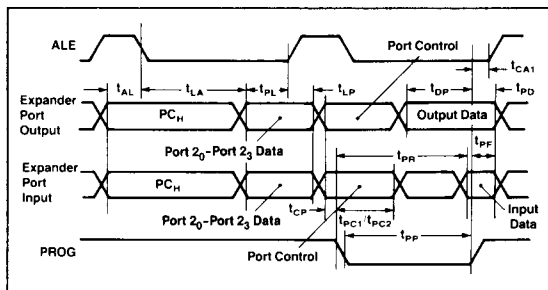 ALE
Port Control
tCA1
tAL
tLA
tPL
tLP
tDP
tPD
Expander
Port
Output
PCH
Output Data
Port 20–Port 23 Data
tPR
tPF
Expander
Port
Input
PCH
Port 20–Port 23 Data
tCP
tPC1/tPC2
Input
Data
Port Control
tPP
PROG